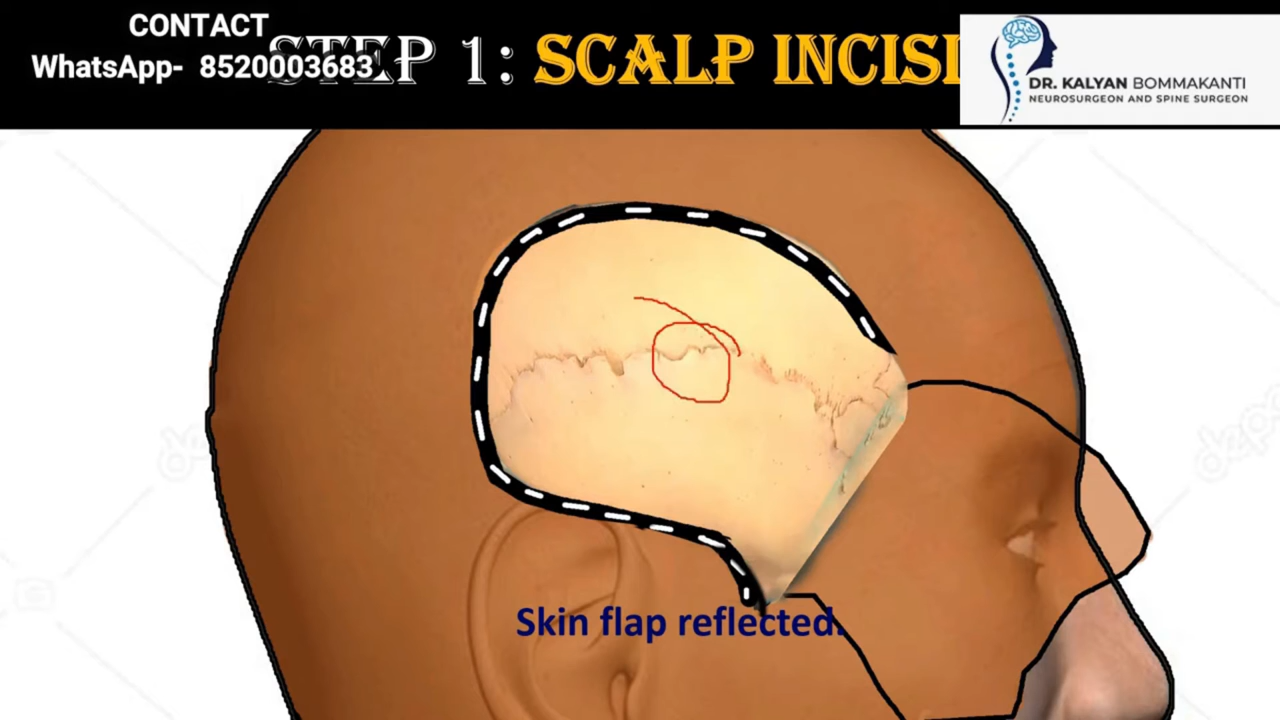 CONTACT
WhatsApp- 8520003683
STEP 1: SCALP INCISI
DR. KALYAN BOMMAKANTI
NEUROSURGEON AND SPINE SURGEON
Skin flap reflected.